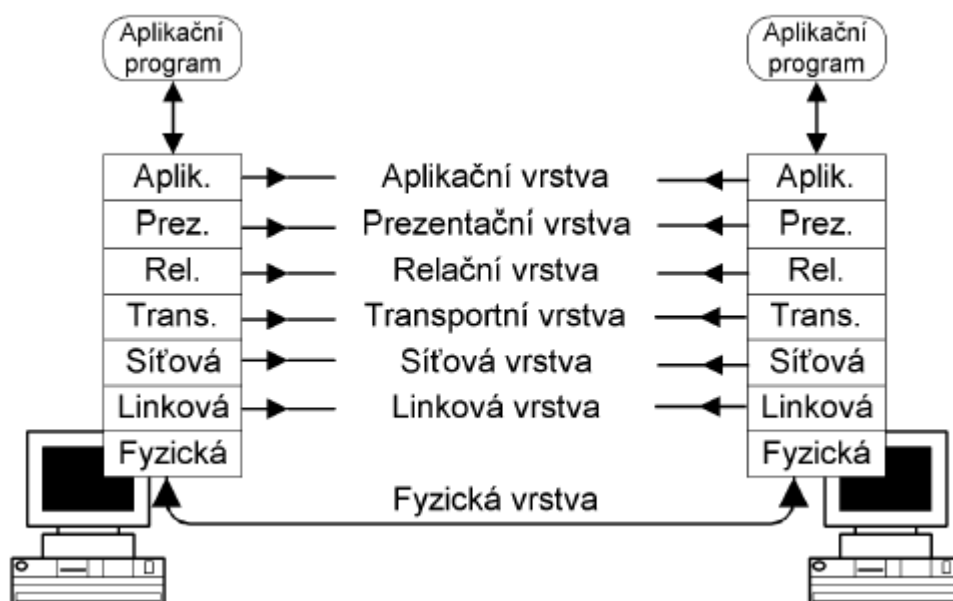 Aplikační
program
Aplikační
program
Aplik.
Aplikační vrstva
Aplik.
Prez.
Prezentační vrstva
Prez.
Rel.
Relační vrstva
Rel.
Trans.
Transportní vrstva
Trans.
Síťová
Síťová vrstva
Síťová
Linková
Linková vrstva
Linková
Fyzická
Fyzická
Fyzická vrstva